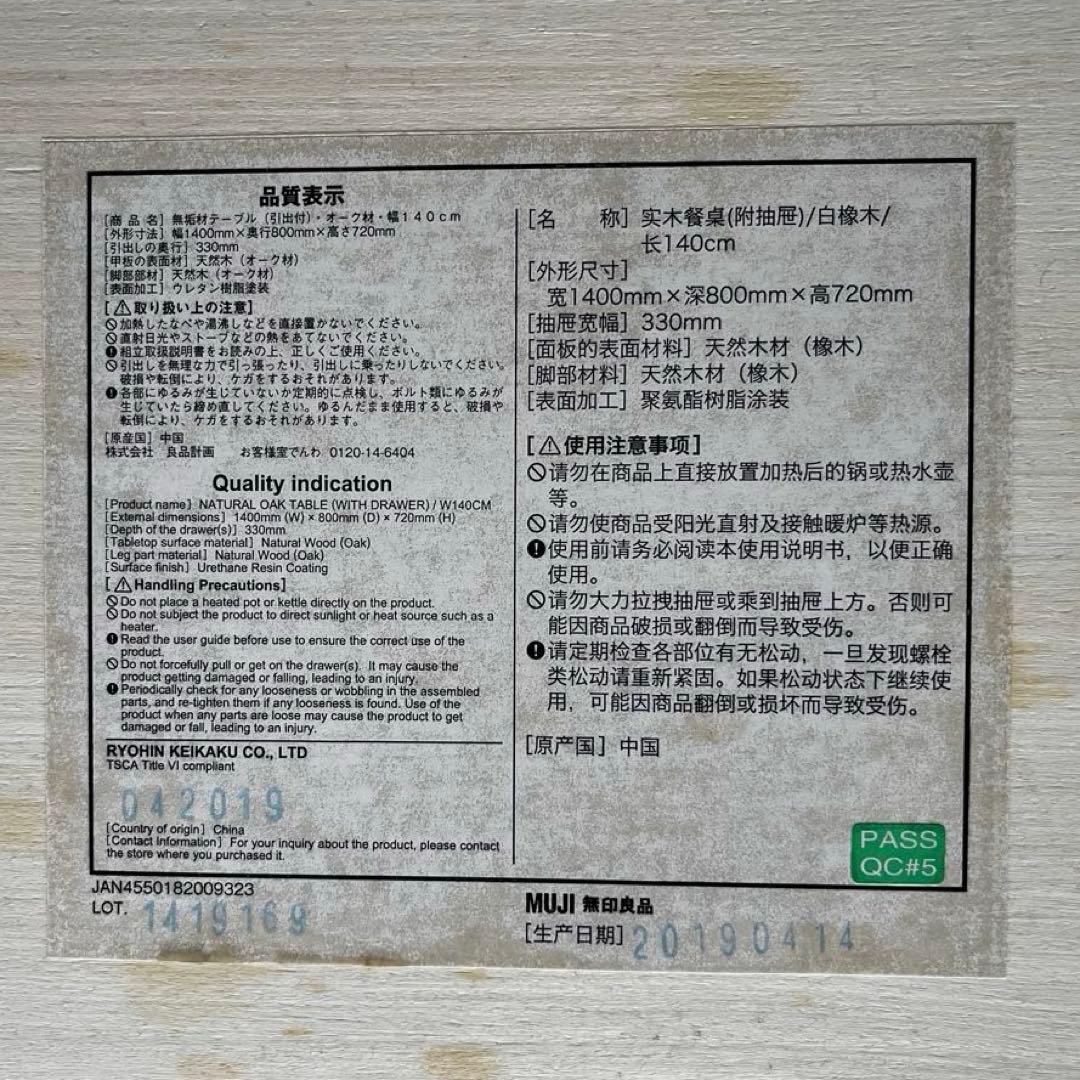 品質表示
[商品名] 無垢材テーブル(引出付)・オーク材・幅140cm
[外形寸法] 幅1400mm×奥行800mm×高さ720mm
[引出しの奥行] 330mm
[甲板の表面材] 天然木(オーク材)
[脚部部材] 天然木(オーク材)
[表面加工] ウレタン樹脂塗装
[⚠取り扱い上の注意]
加熱したなべや湯沸しなどを直接置かないでください。
直射日光やストーブなどの熱をあてないでください。
組立取扱説明書をお読みの上、正しくご使用ください。
引出しを無理な力で引っ張ったり、引出しに乗ったりしないでください。
破損や転倒により、ケガをするおそれがあります。
各部にゆるみが生じていないか定期的に点検し、ボルト類にゆるみが
生じていたら締め直してください。ゆるんだまま使用すると、破損や
転倒により、ケガをするおそれがあります。
[原産国] 中国
株式会社 良品計画 お客様室でんわ 0120-14-6404
Quality indication
[Product name] NATURAL OAK TABLE (WITH DRAWER) / W140CM
[External dimensions] 1400mm (W) × 800mm (D) × 720mm (H)
[Depth of the drawer(s)] 330mm
[Tabletop surface material] Natural Wood (Oak)
[Leg part material] Natural Wood (Oak)
[Surface finish] Urethane Resin Coating
[⚠Handling Precautions]
Do not place a heated pot or kettle directly on the product.
Do not subject the product to direct sunlight or heat source such as a
heater.
Read the user guide before use to ensure the correct use of the
product.
Do not forcefully pull or get on the drawer(s). It may cause the
product getting damaged or falling, leading to an injury.
Periodically check for any looseness or wobbling in the assembled
parts, and re-tighten them if any looseness is found. Use of the
product when any parts are loose may cause the product to get
damaged or fall, leading to an injury.
RYOHIN KEIKAKU CO., LTD
TSCA Title VI compliant
042019
[Country of origin] China
[Contact Information] For your inquiry about the product, please contact
the store where you purchased it.
JAN4550182009323
LOT. 1419169
[名 称] 实木餐桌(附抽屉)/白橡木/
长140cm
[外形尺寸]
宽1400mm×深800mm×高720mm
[抽屉宽幅] 330mm
[面板的表面材料] 天然木材(橡木)
[脚部材料] 天然木材(橡木)
[表面加工] 聚氨酯树脂涂装
[⚠使用注意事项]
请勿在商品上直接放置加热后的锅或热水壶
等。
请勿使商品受阳光直射及接触暖炉等热源。
使用前请务必阅读本使用说明书，以便正确
使用。
请勿大力拉拽抽屉或乘到抽屉上方。否则可
能因商品破损或翻倒而导致受伤。
请定期检查各部位有无松动，一旦发现螺栓
类松动请重新紧固。如果松动状态下继续使
用，可能因商品翻倒或损坏而导致受伤。
[原产国] 中国
PASS
QC#5
MUJI 無印良品
[生产日期] 20190414